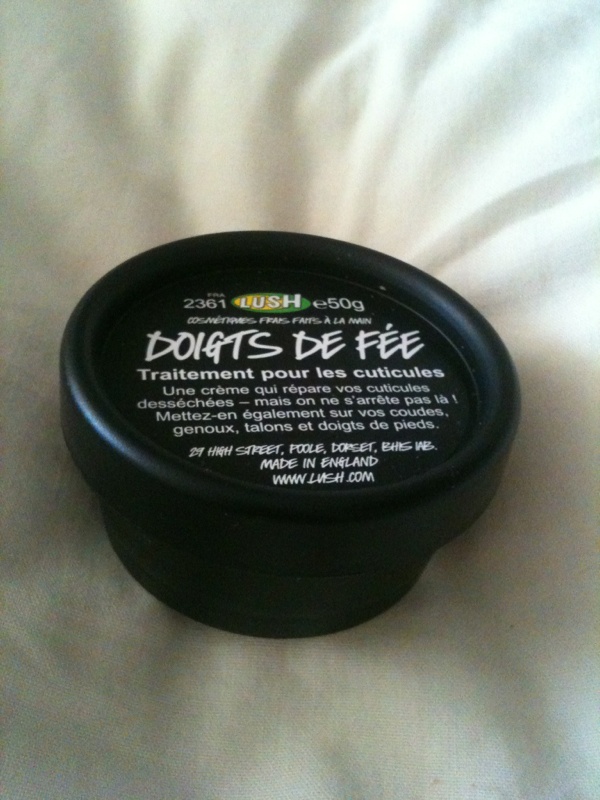 FRA
2361 LUSH e50g
COSMÉTIQUES FRAIS FAITS À LA MAIN
DOIGTS DE FÉE
Traitement pour les cuticules
Une crème qui répare vos cuticules
desséchées – mais on ne s'arrête pas là !
Mettez-en également sur vos coudes,
genoux, talons et doigts de pieds.
29 HIGH STREET, POOLE, DORSET, BH15 1AB.
MADE IN ENGLAND
WWW.LUSH.COM